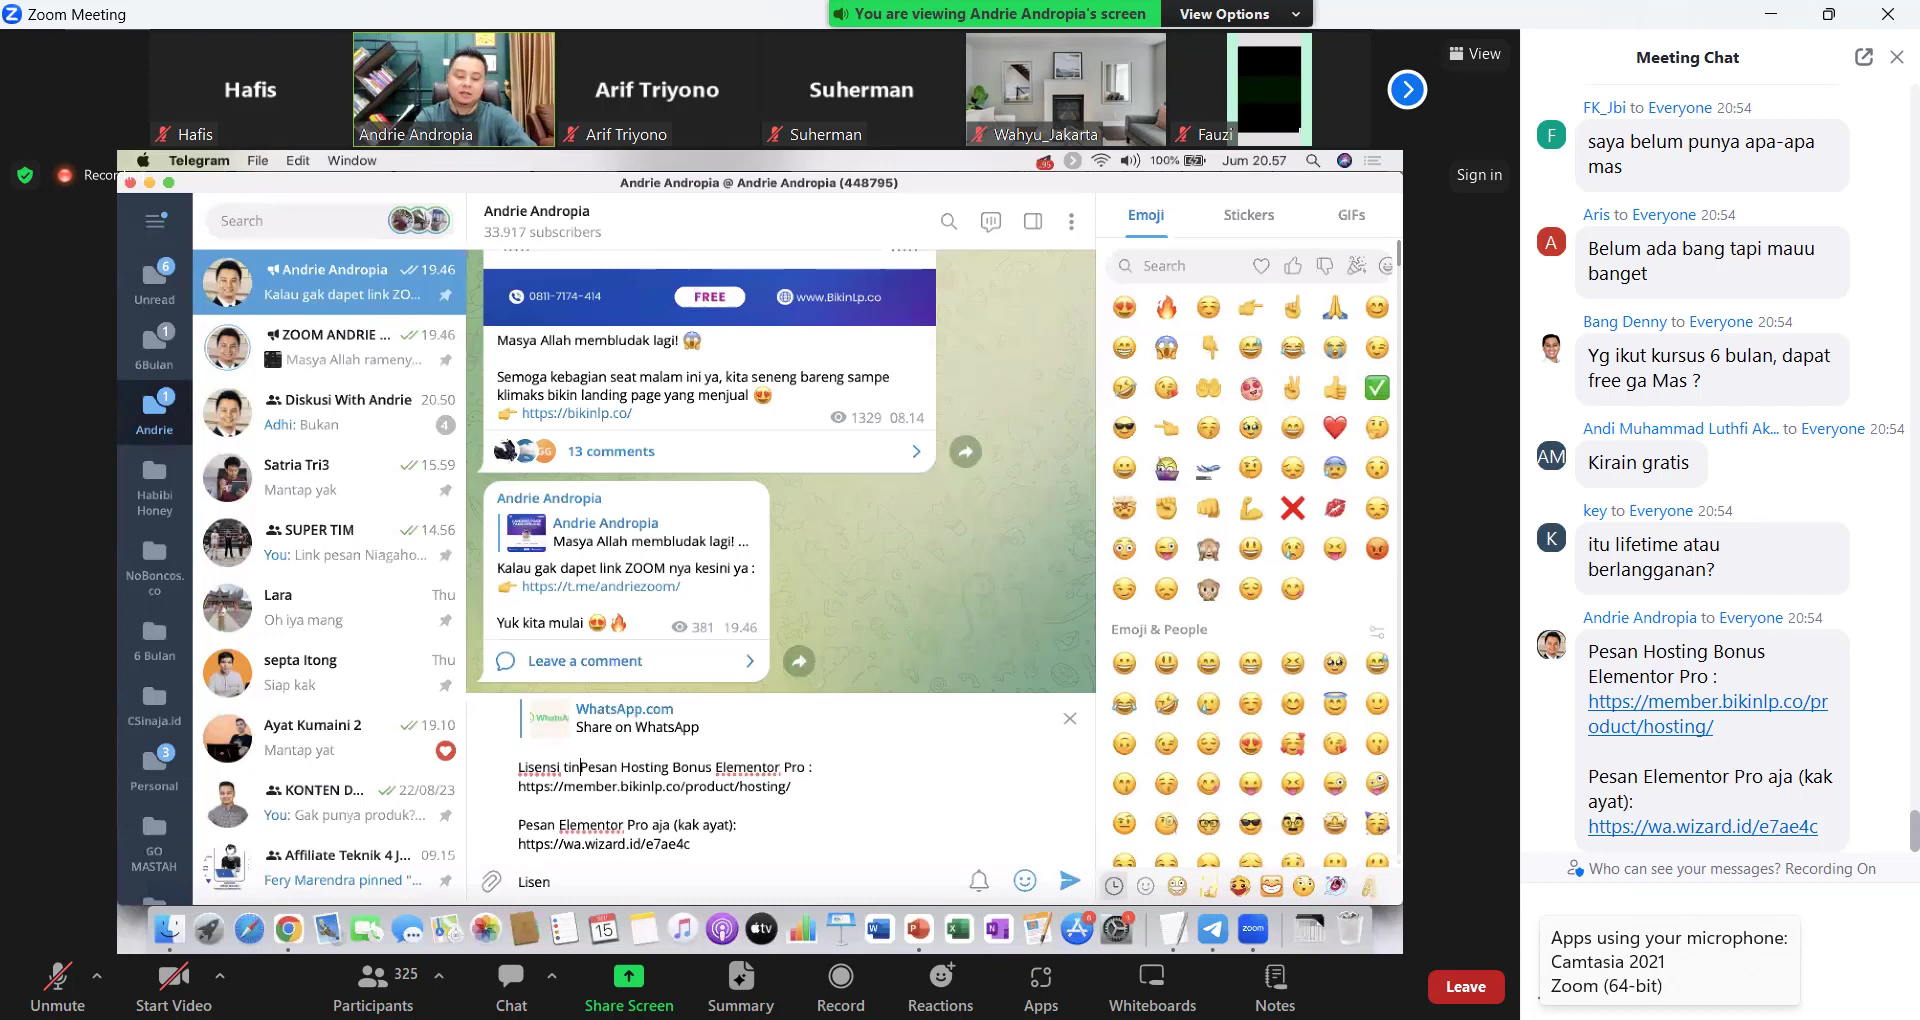 Zoom Meeting
You are viewing Andrie Andropia's screen
View Options
View
Hafis
Arif Triyono
Suherman
Hafis
Andrie Andropia
Arif Triyono
Suherman
Wahyu_Jakarta
Fauzi
Recor
Sign in
Telegram File Edit Window
100% Jum 20.57
Andrie Andropia @ Andrie Andropia (448795)
Search
6
Unread
1
6Bulan
1
Andrie
Habibi
Honey
NoBoncos.
co
6 Bulan
CSinaja.id
3
Personal
GO
MASTAH
Andrie Andropia 19.46
Kalau gak dapet link ZO...
ZOOM ANDRIE ... 19.46
Masya Allah rameny...
Diskusi With Andrie 20.50
Adhi: Bukan 4
Satria Tri3 15.59
Mantap yak
SUPER TIM 14.56
You: Link pesan Niagaho...
Lara Thu
Oh iya mang
septa Itong Thu
Siap kak
Ayat Kumaini 2 19.10
Mantap yat
KONTEN D... 22/08/23
You: Gak punya produk?...
Affiliate Teknik 4 J... 09.15
Fery Marendra pinned "...
Andrie Andropia
33.917 subscribers
0811-7174-414 FREE www.BikinLp.co
Masya Allah membludak lagi! 😱
Semoga kebagian seat malam ini ya, kita seneng bareng sampe
klimaks bikin landing page yang menjual 😍
👉 https://bikinlp.co/
1329 08.14
13 comments
Andrie Andropia
Andrie Andropia
Masya Allah membludak lagi! ...
Kalau gak dapet link ZOOM nya kesini ya :
👉 https://t.me/andriezoom/
Yuk kita mulai 😍🔥
381 19.46
Leave a comment
WhatsApp.com
Share on WhatsApp
Lisensi tinPesan Hosting Bonus Elementor Pro :
https://member.bikinlp.co/product/hosting/
Pesan Elementor Pro aja (kak ayat):
https://wa.wizard.id/e7ae4c
Lisen
Emoji Stickers GIFs
Search
Emoji & People
Unmute
Start Video
325
Participants
Chat
Share Screen
Summary
Record
Reactions
Apps
Whiteboards
Notes
Leave
Meeting Chat
FK_Jbi to Everyone 20:54
F
saya belum punya apa-apa
mas
Aris to Everyone 20:54
A
Belum ada bang tapi mauu
banget
Bang Denny to Everyone 20:54
Yg ikut kursus 6 bulan, dapat
free ga Mas ?
Andi Muhammad Luthfi Ak... to Everyone 20:54
AM
Kirain gratis
key to Everyone 20:54
K
itu lifetime atau
berlangganan?
Andrie Andropia to Everyone 20:54
Pesan Hosting Bonus
Elementor Pro :
https://member.bikinlp.co/pr
oduct/hosting/
Pesan Elementor Pro aja (kak
ayat):
https://wa.wizard.id/e7ae4c
Who can see your messages? Recording On
Apps using your microphone:
Camtasia 2021
Zoom (64-bit)